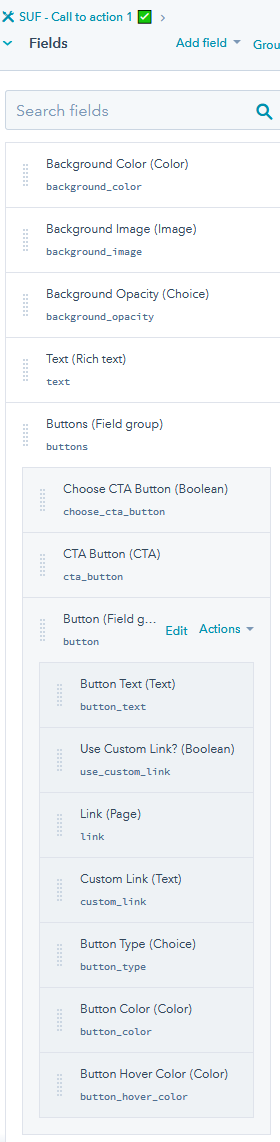 SUF - Call to action 1 ✅ >
Fields Add field Grou
Search fields
Background Color (Color)
background_color
Background Image (Image)
background_image
Background Opacity (Choice)
background_opacity
Text (Rich text)
text
Buttons (Field group)
buttons
Choose CTA Button (Boolean)
choose_cta_button
CTA Button (CTA)
cta_button
Button (Field g...
Edit Actions
button
Button Text (Text)
button_text
Use Custom Link? (Boolean)
use_custom_link
Link (Page)
link
Custom Link (Text)
custom_link
Button Type (Choice)
button_type
Button Color (Color)
button_color
Button Hover Color (Color)
button_hover_color